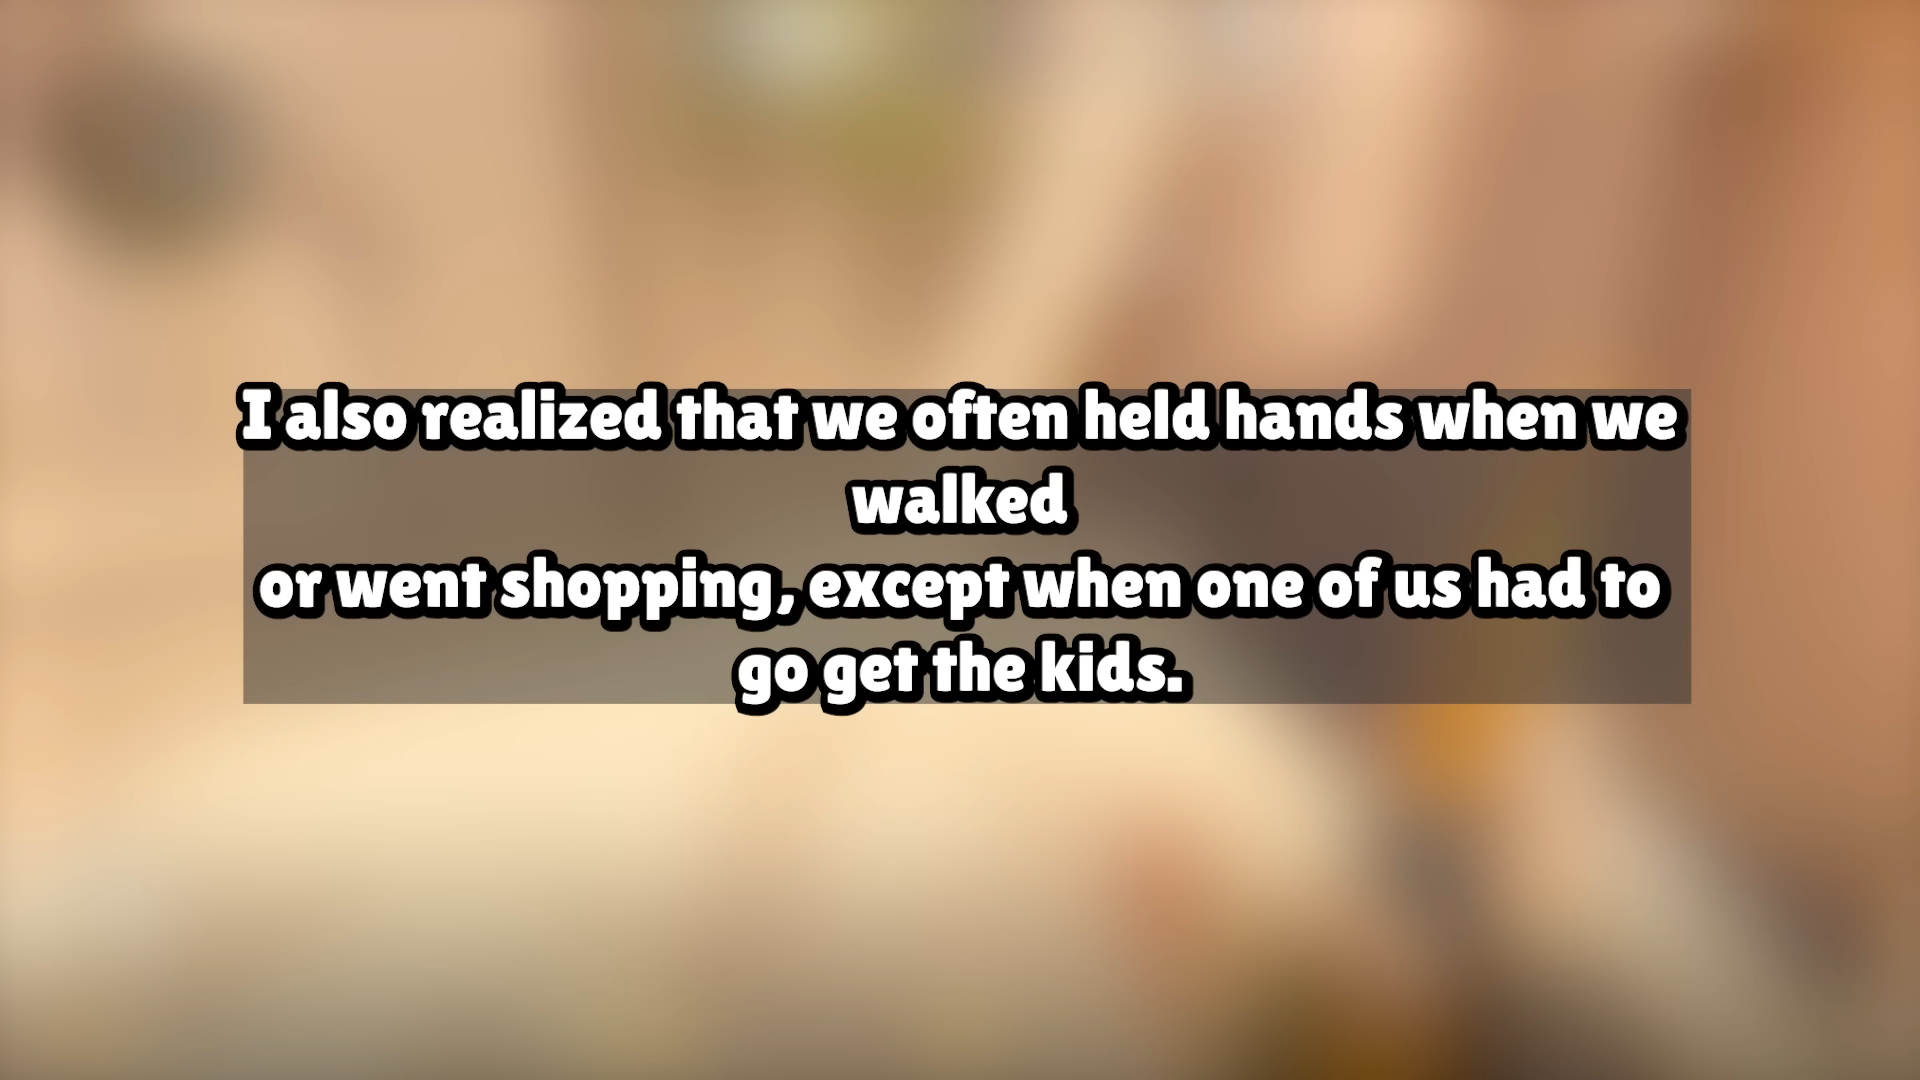 I also realized that we often held hands when we
walked
or went shopping, except when one of us had to
go get the kids.